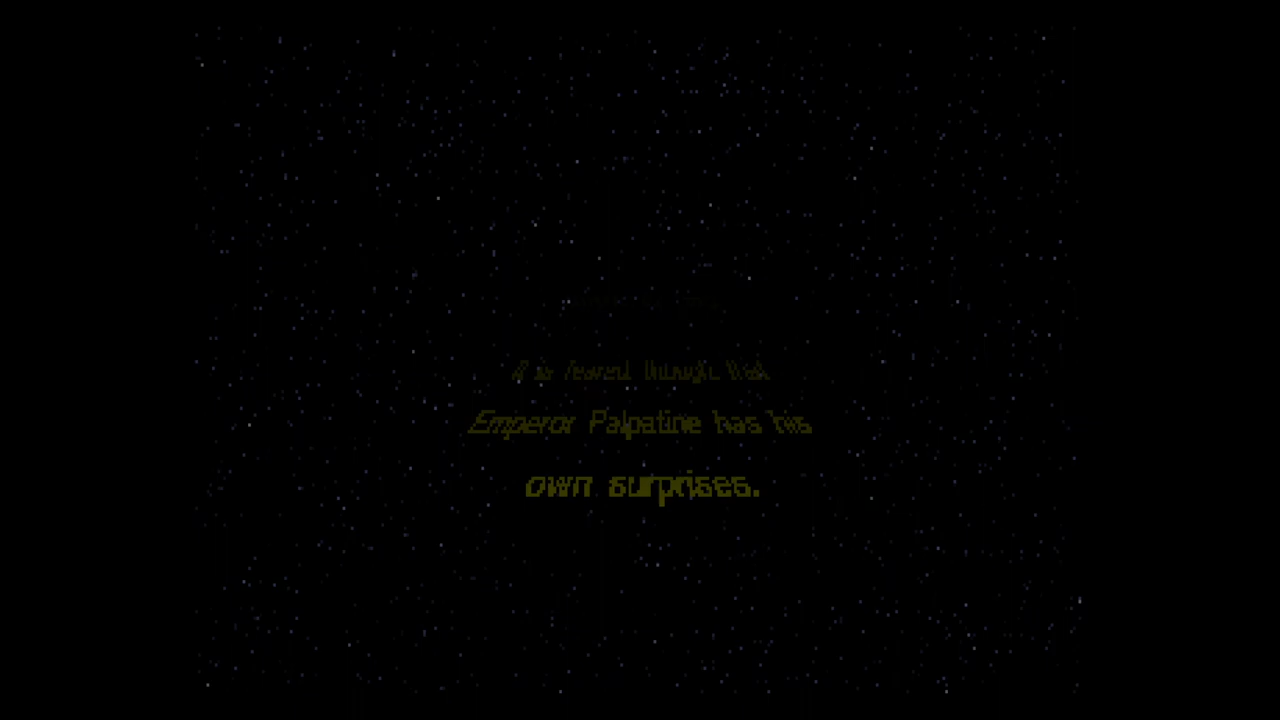 It is feared though that
Emperor Palpatine has his
own surprises.